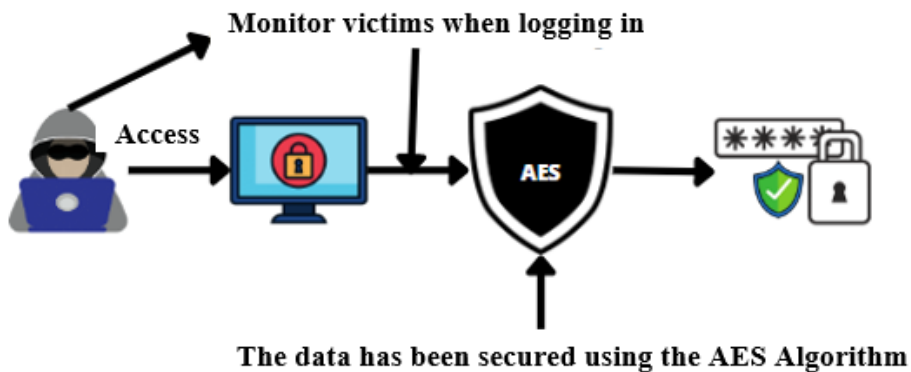 Monitor victims when logging in
Access
AES
****
The data has been secured using the AES Algorithm